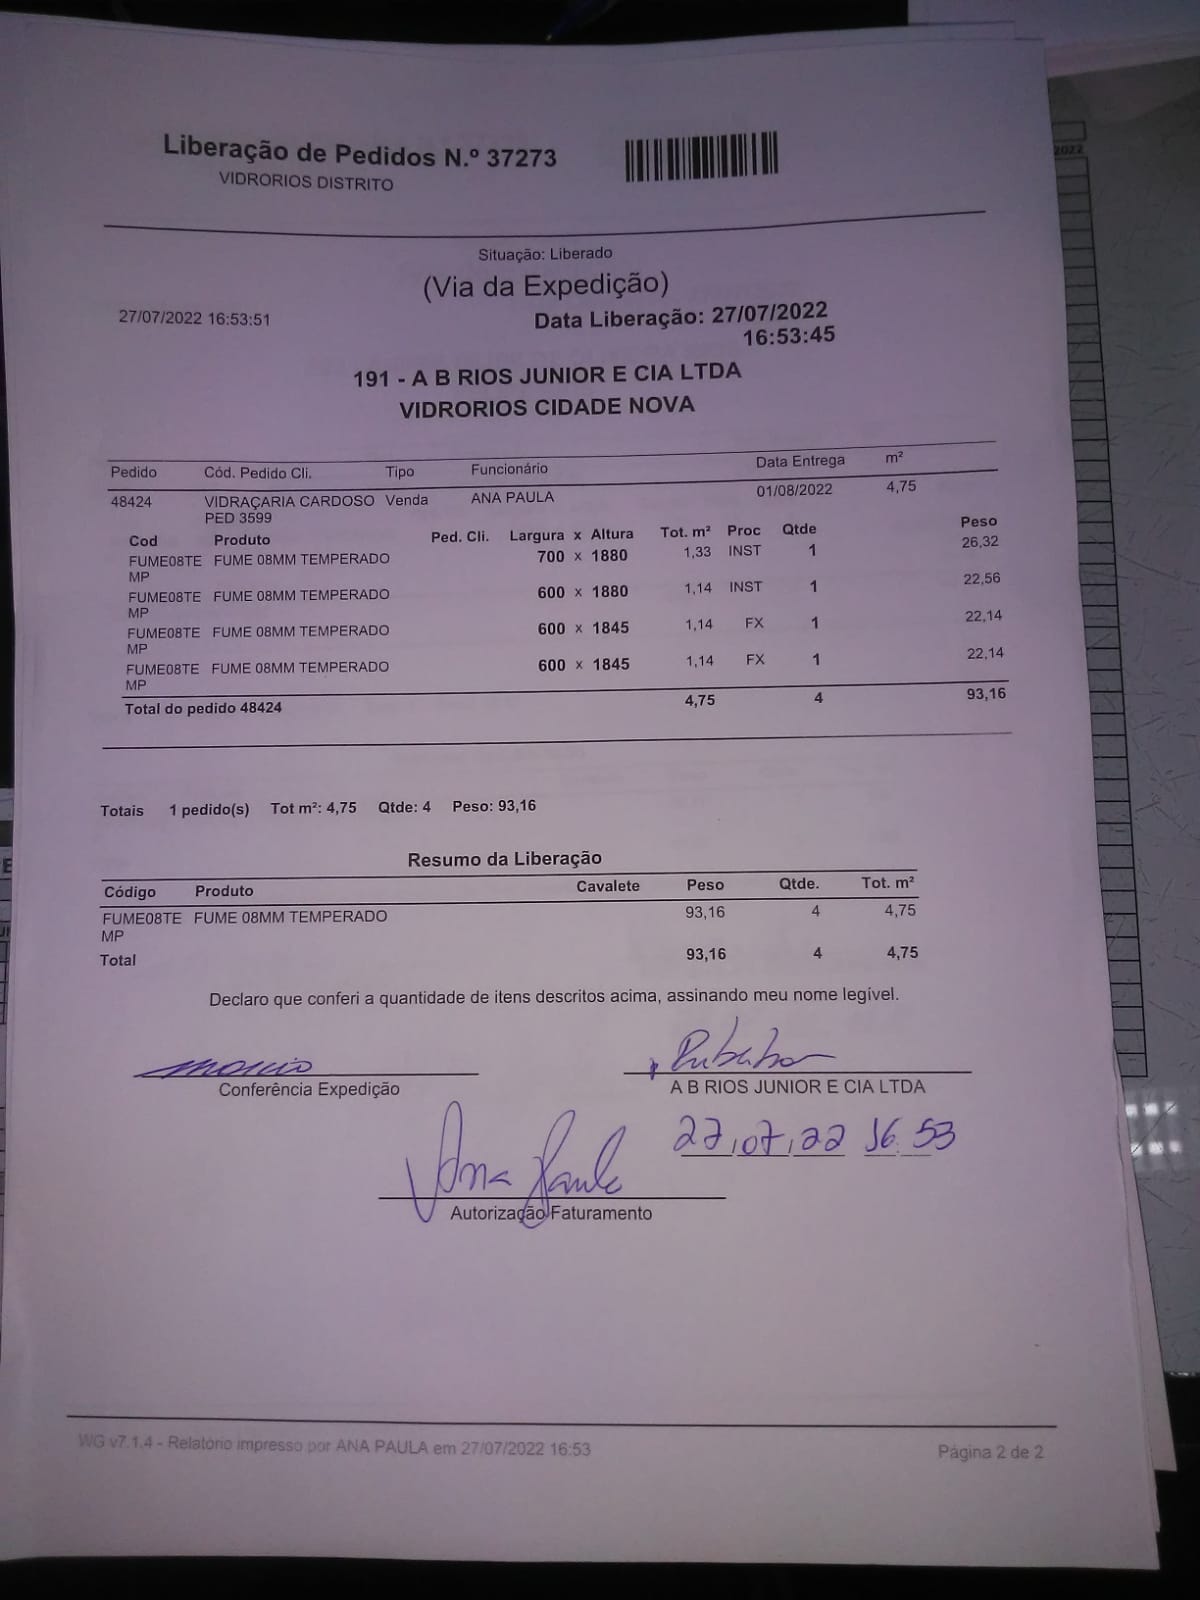 Liberação de Pedidos N.º 37273
VIDRORIOS DISTRITO
Situação: Liberado
(Via da Expedição)
27/07/2022 16:53:51
Data Liberação: 27/07/2022
16:53:45
191 - A B RIOS JUNIOR E CIA LTDA
VIDRORIOS CIDADE NOVA
Pedido Cód. Pedido Cli. Tipo Funcionário Data Entrega m²
48424 VIDRAÇARIA CARDOSO Venda ANA PAULA 01/08/2022 4,75
PED 3599
Cod Produto Ped. Cli. Largura x Altura Tot. m² Proc Qtde Peso
FUME08TE FUME 08MM TEMPERADO 700 x 1880 1,33 INST 1 26,32
MP
FUME08TE FUME 08MM TEMPERADO 600 x 1880 1,14 INST 1 22,56
MP
FUME08TE FUME 08MM TEMPERADO 600 x 1845 1,14 FX 1 22,14
MP
FUME08TE FUME 08MM TEMPERADO 600 x 1845 1,14 FX 1 22,14
MP
Total do pedido 48424 4,75 4 93,16
Totais 1 pedido(s) Tot m²: 4,75 Qtde: 4 Peso: 93,16
Resumo da Liberação
Código Produto Cavalete Peso Qtde. Tot. m²
FUME08TE FUME 08MM TEMPERADO 93,16 4 4,75
MP
Total 93,16 4 4,75
Declaro que conferi a quantidade de itens descritos acima, assinando meu nome legível.
Conferência Expedição
A B RIOS JUNIOR E CIA LTDA
27,07,22 16 53
Ana Paula
Autorização Faturamento
WG v7.1.4 - Relatório impresso por ANA PAULA em 27/07/2022 16:53
Página 2 de 2
2022